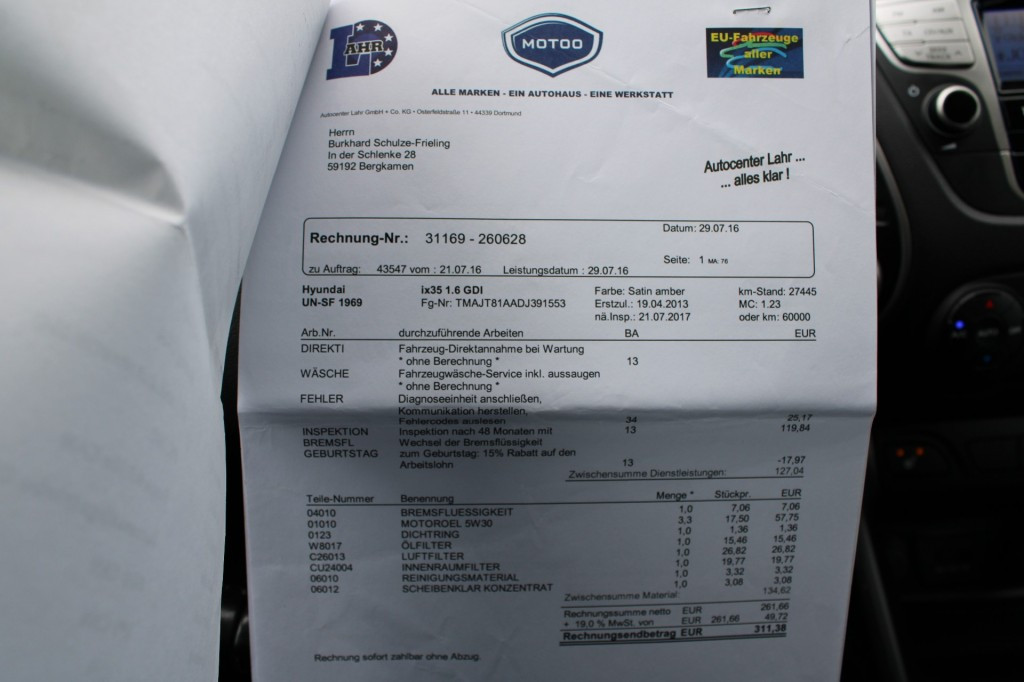 LAHR
MOTOO
EU-Fahrzeuge
aller
Marken
ALLE MARKEN - EIN AUTOHAUS - EINE WERKSTATT
Autocenter Lahr GmbH + Co. KG • Osterfeldstraße 11 • 44339 Dortmund
Herrn
Burkhard Schulze-Frieling
In der Schlenke 28
59192 Bergkamen
Autocenter Lahr ...
... alles klar !
Rechnung-Nr.: 31169 - 260628 Datum: 29.07.16
Seite: 1 MA: 76
zu Auftrag: 43547 vom : 21.07.16 Leistungsdatum : 29.07.16
Hyundai ix35 1.6 GDI Farbe: Satin amber km-Stand: 27445
UN-SF 1969 Fg-Nr: TMAJT81AADJ391553 Erstzul.: 19.04.2013 MC: 1.23
nä.Insp.: 21.07.2017 oder km: 60000
Arb.Nr. durchzuführende Arbeiten BA EUR
DIREKTI Fahrzeug-Direktannahme bei Wartung
* ohne Berechnung * 13
WÄSCHE Fahrzeugwäsche-Service inkl. aussaugen
* ohne Berechnung *
FEHLER Diagnoseeinheit anschließen,
Kommunikation herstellen,
Fehlercodes auslesen 34 25,17
INSPEKTION Inspektion nach 48 Monaten mit 13 119,84
BREMSFL Wechsel der Bremsflüssigkeit
GEBURTSTAG zum Geburtstag: 15% Rabatt auf den
Arbeitslohn 13 -17,97
Zwischensumme Dienstleistungen: 127,04
Teile-Nummer Benennung Menge * Stückpr. EUR
04010 BREMSFLUESSIGKEIT 1,0 7,06 7,06
01010 MOTOROEL 5W30 3,3 17,50 57,75
0123 DICHTRING 1,0 1,36 1,36
W8017 ÖLFILTER 1,0 15,46 15,46
C26013 LUFTFILTER 1,0 26,82 26,82
CU24004 INNENRAUMFILTER 1,0 19,77 19,77
06010 REINIGUNGSMATERIAL 1,0 3,32 3,32
06012 SCHEIBENKLAR KONZENTRAT 1,0 3,08 3,08
Zwischensumme Material: 134,62
Rechnungssumme netto EUR 261,66
+ 19,0 % MwSt. von EUR 261,66 49,72
Rechnungsendbetrag EUR 311,38
Rechnung sofort zahlbar ohne Abzug.